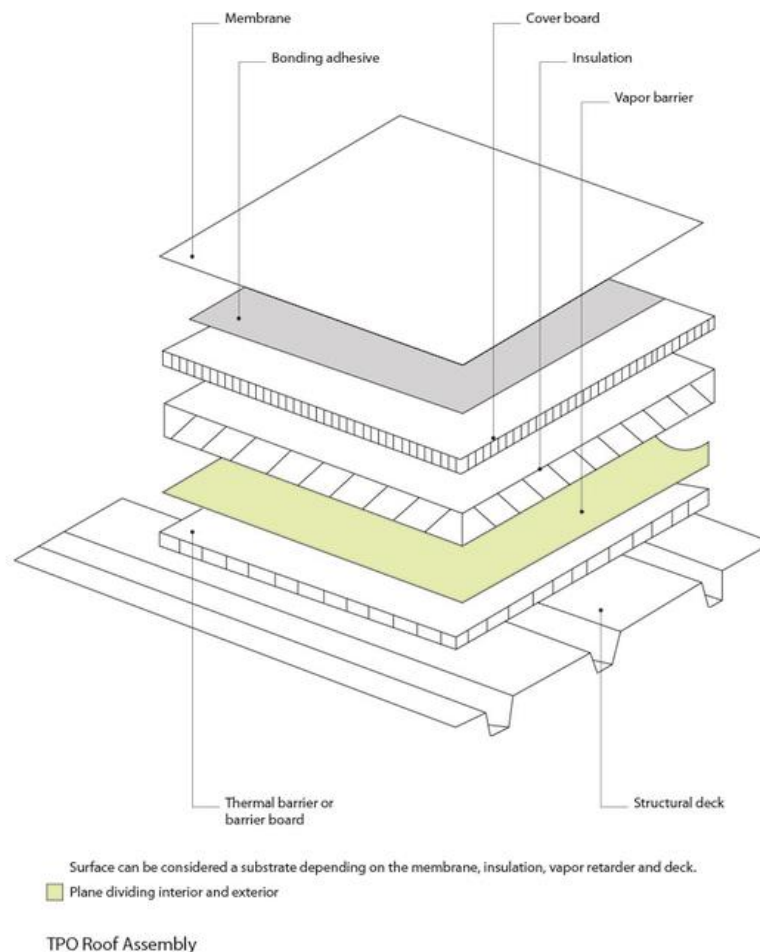 Membrane
Cover board
Bonding adhesive
Insulation
Vapor barrier
Thermal barrier or
barrier board
Structural deck
Surface can be considered a substrate depending on the membrane, insulation, vapor retarder and deck.
Plane dividing interior and exterior
TPO Roof Assembly